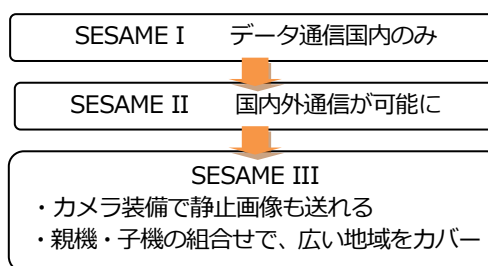 SESAME I データ通信国内のみ
SESAME II 国内外通信が可能に
SESAME III
・カメラ装備で静止画像も送れる
・親機・子機の組合せで、広い地域をカバー